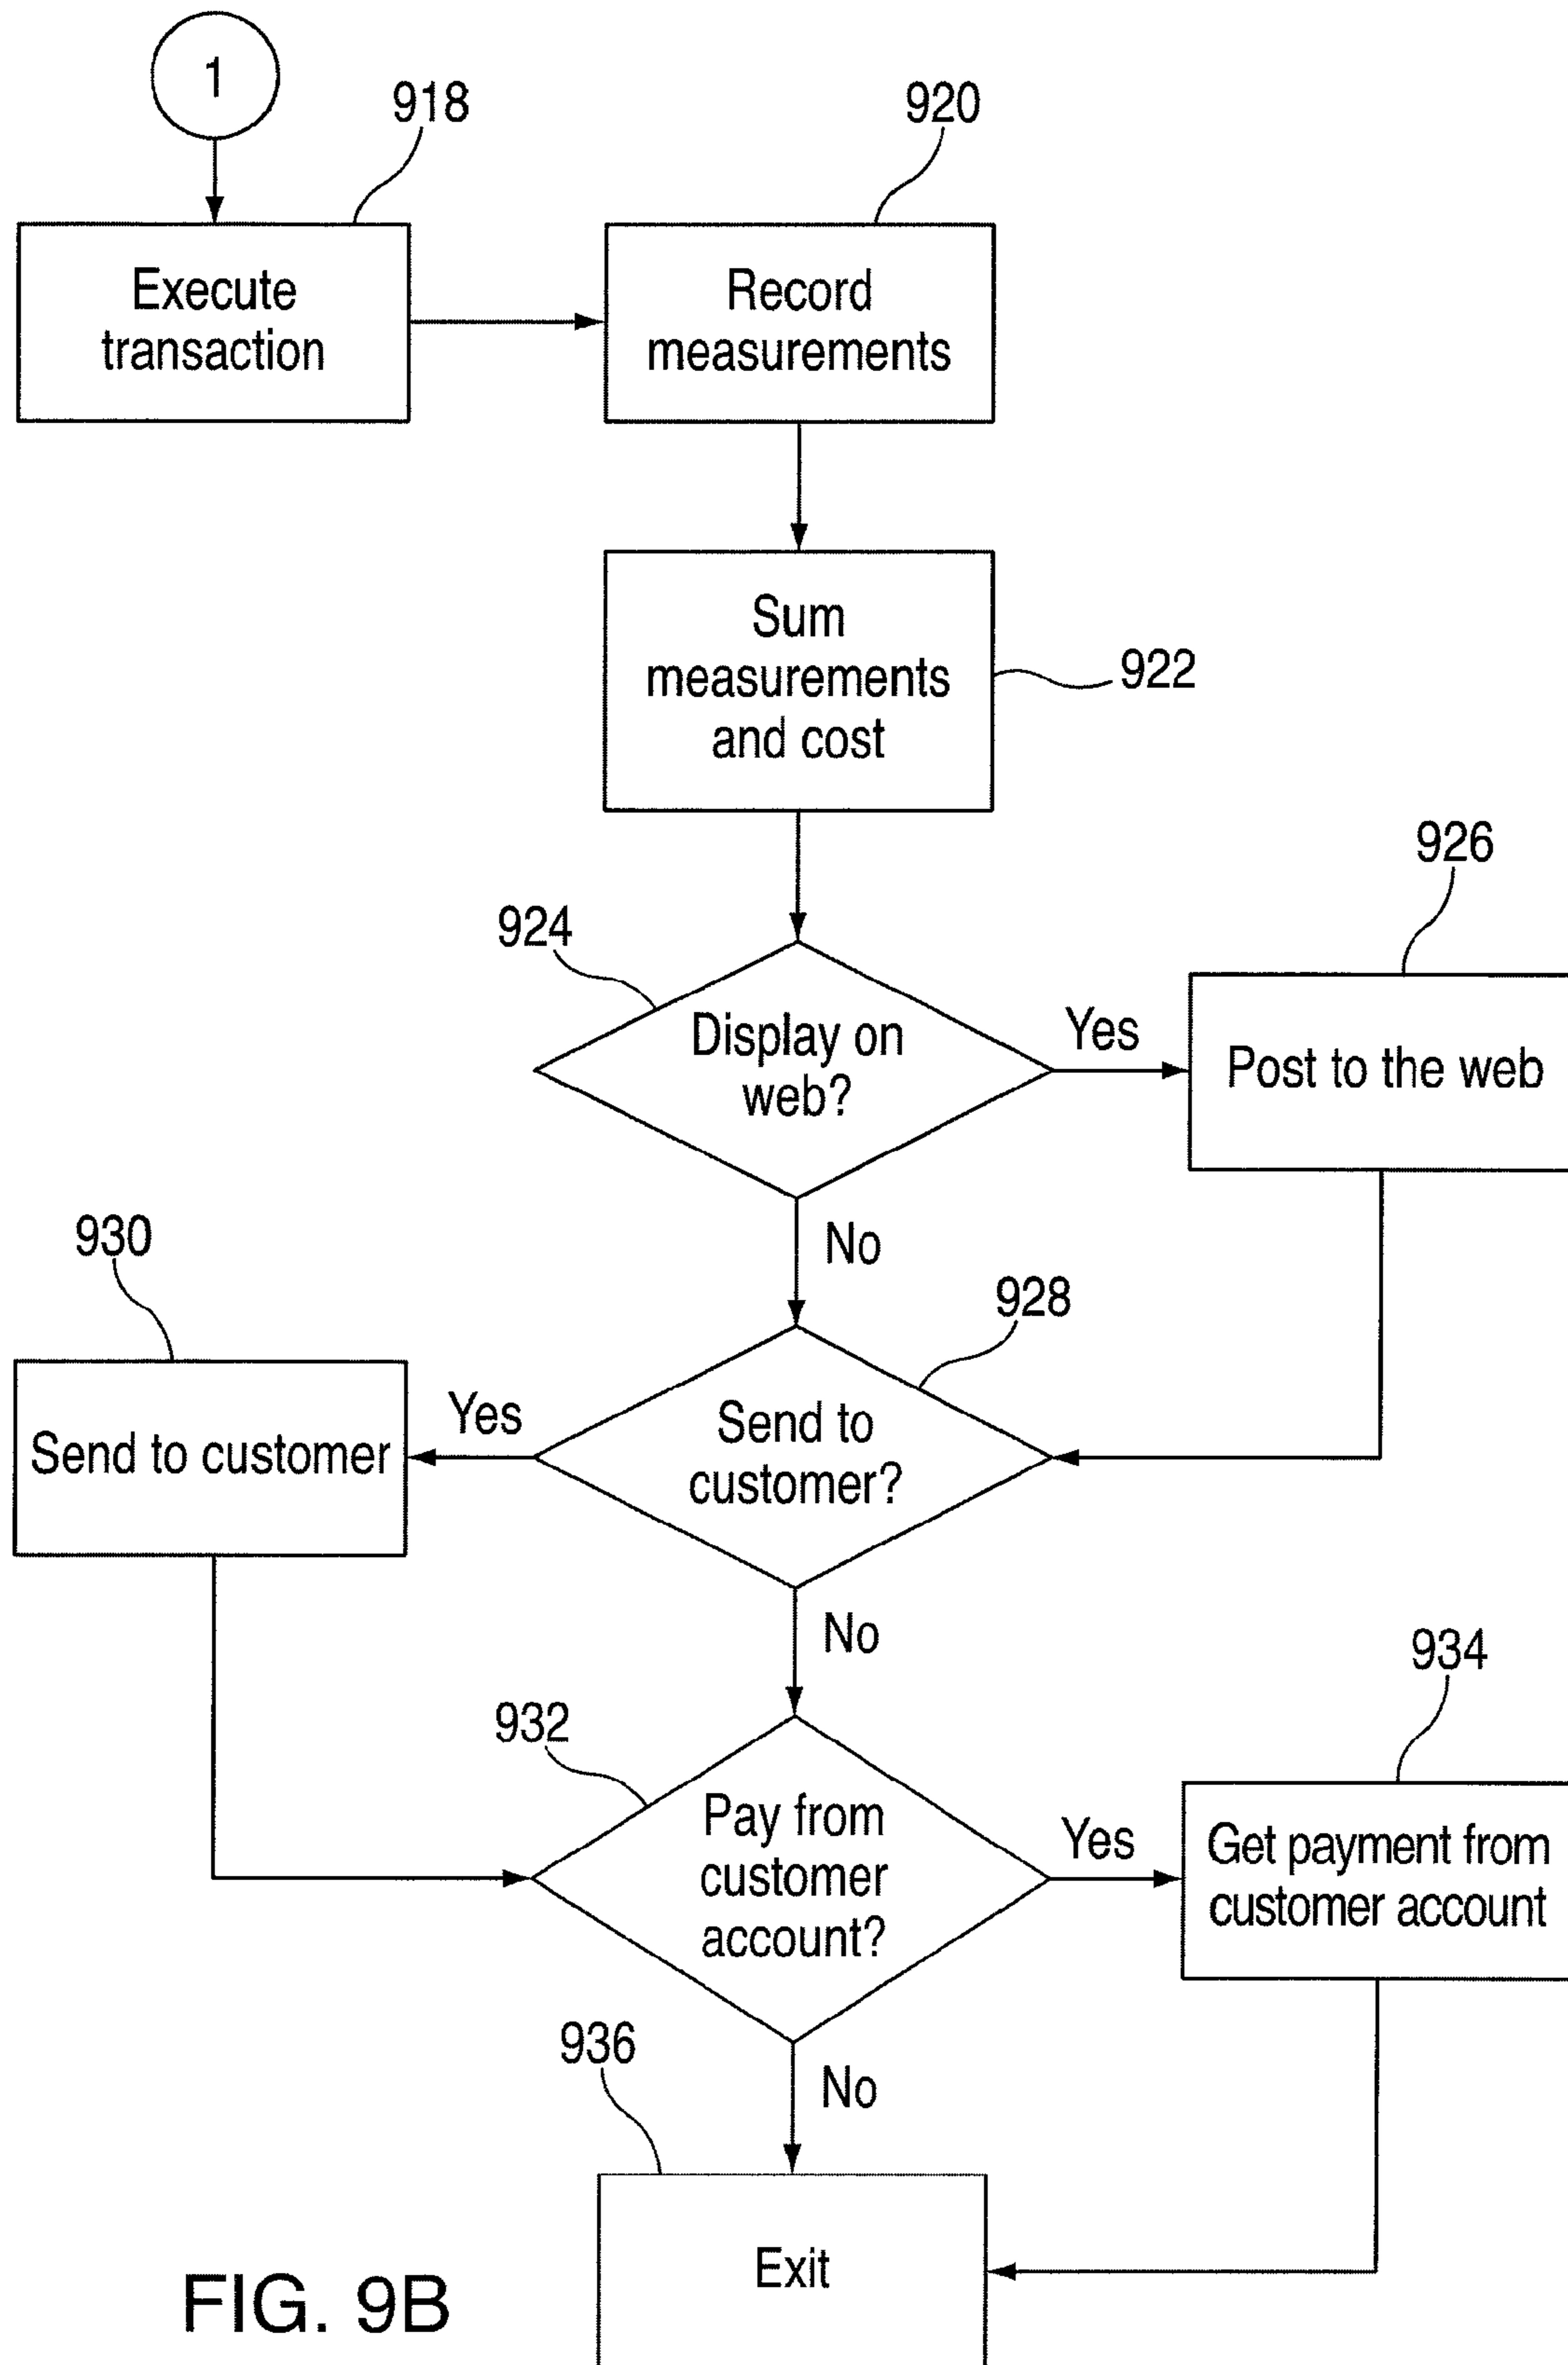 1
918
920
Execute
transaction
Record
measurements
Sum
measurements
and cost
922
926
924
Display on
web?
Yes
Post to the web
No
930
928
Send to customer
Yes
Send to
customer?
No
934
932
Pay from
customer
account?
Yes
Get payment from
customer account
936
No
Exit
FIG. 9B